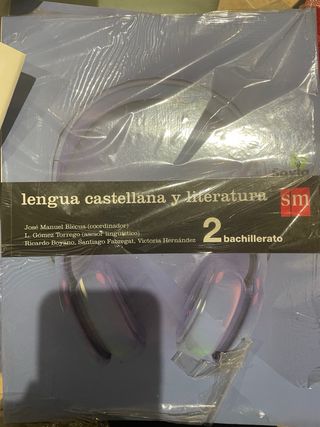 Savia
lengua castellana y literatura
sm
José Manuel Blecua (coordinador)
L. Gómez Torrego (asesor lingüístico)
Ricardo Boyano, Santiago Fabregat, Victoria Hernández
2 bachillerato